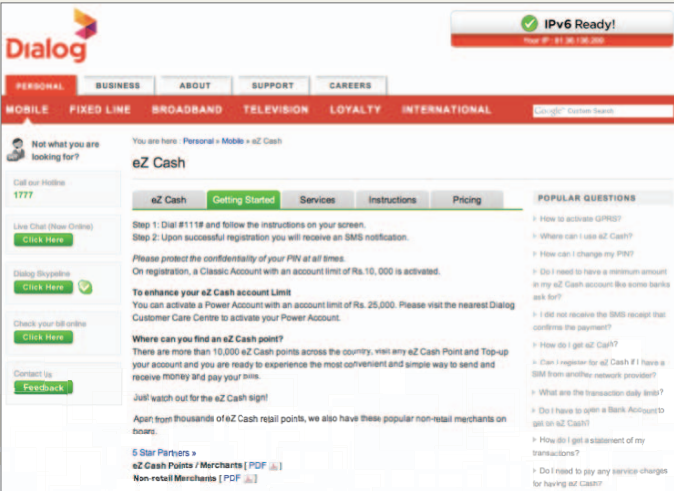 Dialog
IPv6 Ready!
PERSONAL BUSINESS ABOUT SUPPORT CAREERS
MOBILE FIXED LINE BROADBAND TELEVISION LOYALTY INTERNATIONAL
Google™ Custom Search
Not what you are
looking for?
Call our Hotline
1777
Live Chat (Now Online)
Click Here
Dialog Skypeline
Click Here
Check your bill online
Click Here
Contact Us
Feedback
You are here : Personal » Mobile » eZ Cash
eZ Cash
eZ Cash Getting Started Services Instructions Pricing
Step 1: Dial #111# and follow the instructions on your screen.
Step 2: Upon successful registration you will receive an SMS notification.
Please protect the confidentiality of your PIN at all times.
On registration, a Classic Account with an account limit of Rs.10, 000 is activated.
To enhance your eZ Cash account Limit
You can activate a Power Account with an account limit of Rs. 25,000. Please visit the nearest Dialog
Customer Care Centre to activate your Power Account.
Where can you find an eZ Cash point?
There are more than 10,000 eZ Cash points across the country, visit any eZ Cash Point and Top-up
your account and you are ready to experience the most convenient and simple way to send and
receive money and pay your bills.
Just watch out for the eZ Cash sign!
Apart from thousands of eZ Cash retail points, we also have these popular non-retail merchants on
board.
5 Star Partners »
eZ Cash Points / Merchants [ PDF ]
Non-retail Merchants [ PDF ]
POPULAR QUESTIONS
How to activate GPRS?
Where can I use eZ Cash?
How can I change my PIN?
Do I need to have a minimum amount
in my eZ Cash account like some banks
ask for?
I did not receive the SMS receipt that
confirms the payment?
How do I get eZ Cash?
Can I register for eZ Cash if I have a
SIM from another network provider?
What are the transaction daily limits?
Do I have to open a Bank Account to
get on eZ Cash?
How do I get a statement of my
transactions?
Do I need to pay any service charges
for having eZ Cash?